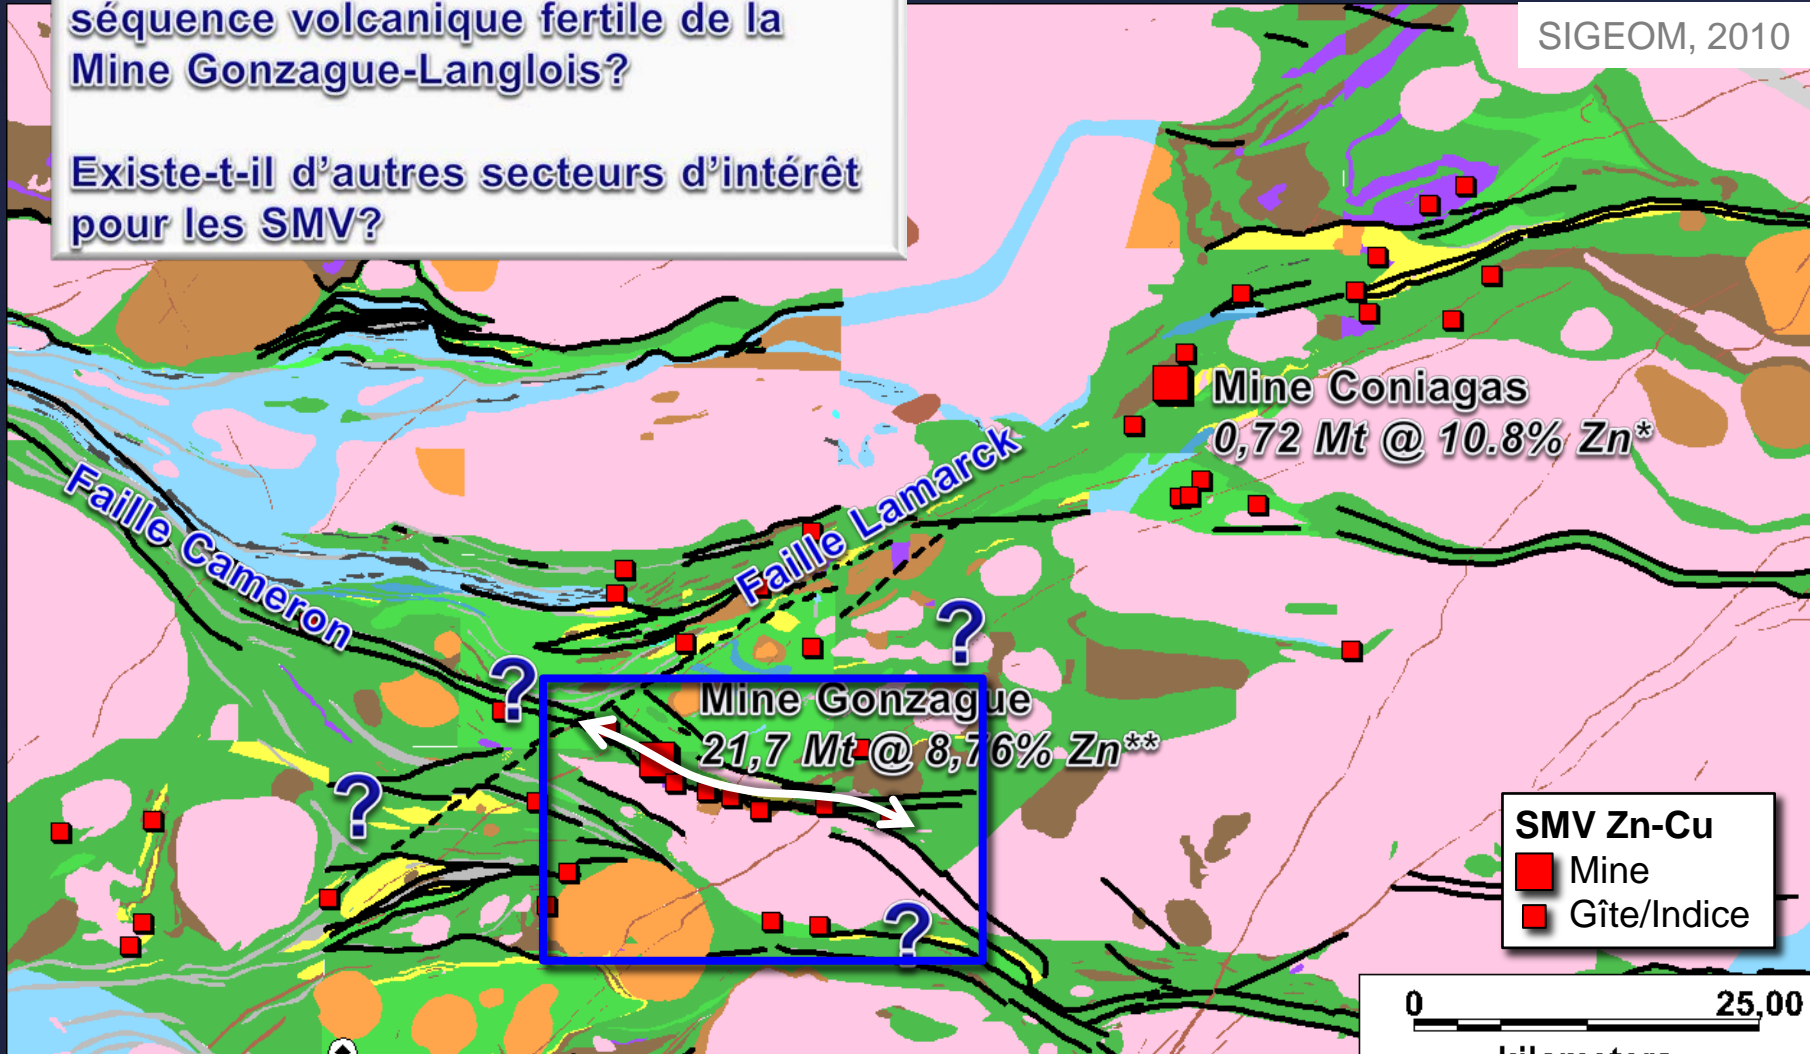 séquence volcanique fertile de la
Mine Gonzague-Langlois?
Existe-t-il d'autres secteurs d'intérêt
pour les SMV?
SIGEOM, 2010
Mine Coniagas
0,72 Mt @ 10.8% Zn*
Faille Cameron
Faille Lamarck
?
?
Mine Gonzague
21,7 Mt @ 8,76% Zn**
?
?
SMV Zn-Cu
Mine
Gîte/Indice
0 25,00
kilometers